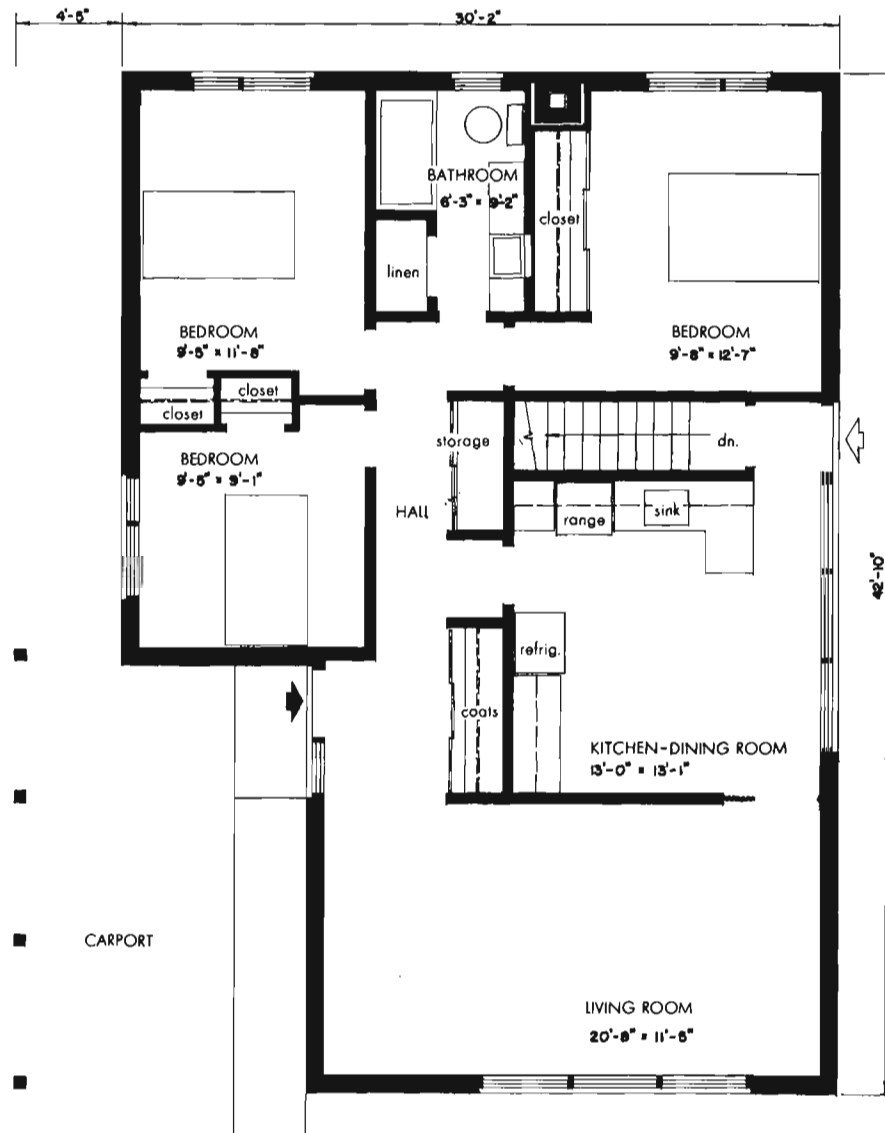 4'-5"
30'-2"
BATHROOM
6'-3" x 9'-2"
closet
linen
BEDROOM
9'-5" x 11'-8"
BEDROOM
9'-8" x 12'-7"
closet
closet
storage
dn.
BEDROOM
9'-5" x 9'-1"
HALL
range
sink
42'-10"
refrig.
coats
KITCHEN-DINING ROOM
13'-0" x 13'-1"
CARPORT
LIVING ROOM
20'-8" x 11'-5"